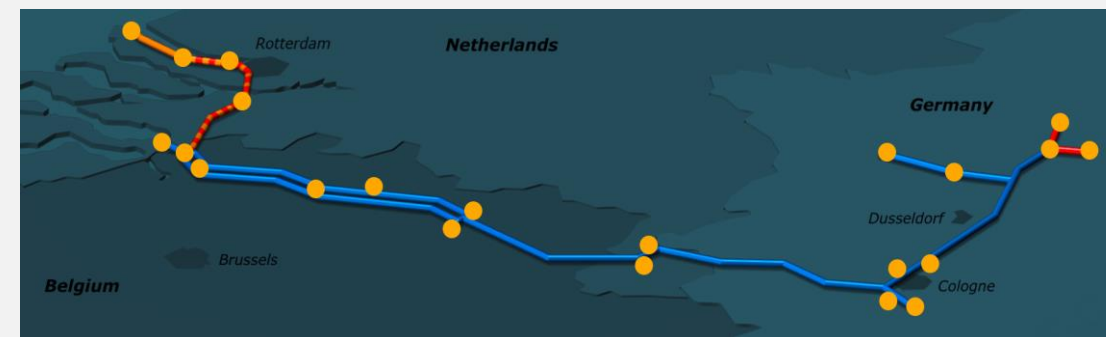 Rotterdam
Netherlands
Germany
Dusseldorf
Brussels
Belgium
Cologne